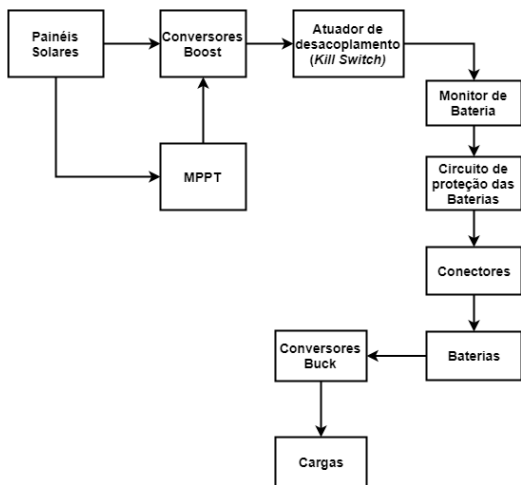 Painéis
Solares
Conversores
Boost
Atuador de
desacoplamento
(Kill Switch)
Monitor de
Bateria
MPPT
Circuito de
proteção das
Baterias
Conectores
Baterias
Conversores
Buck
Cargas